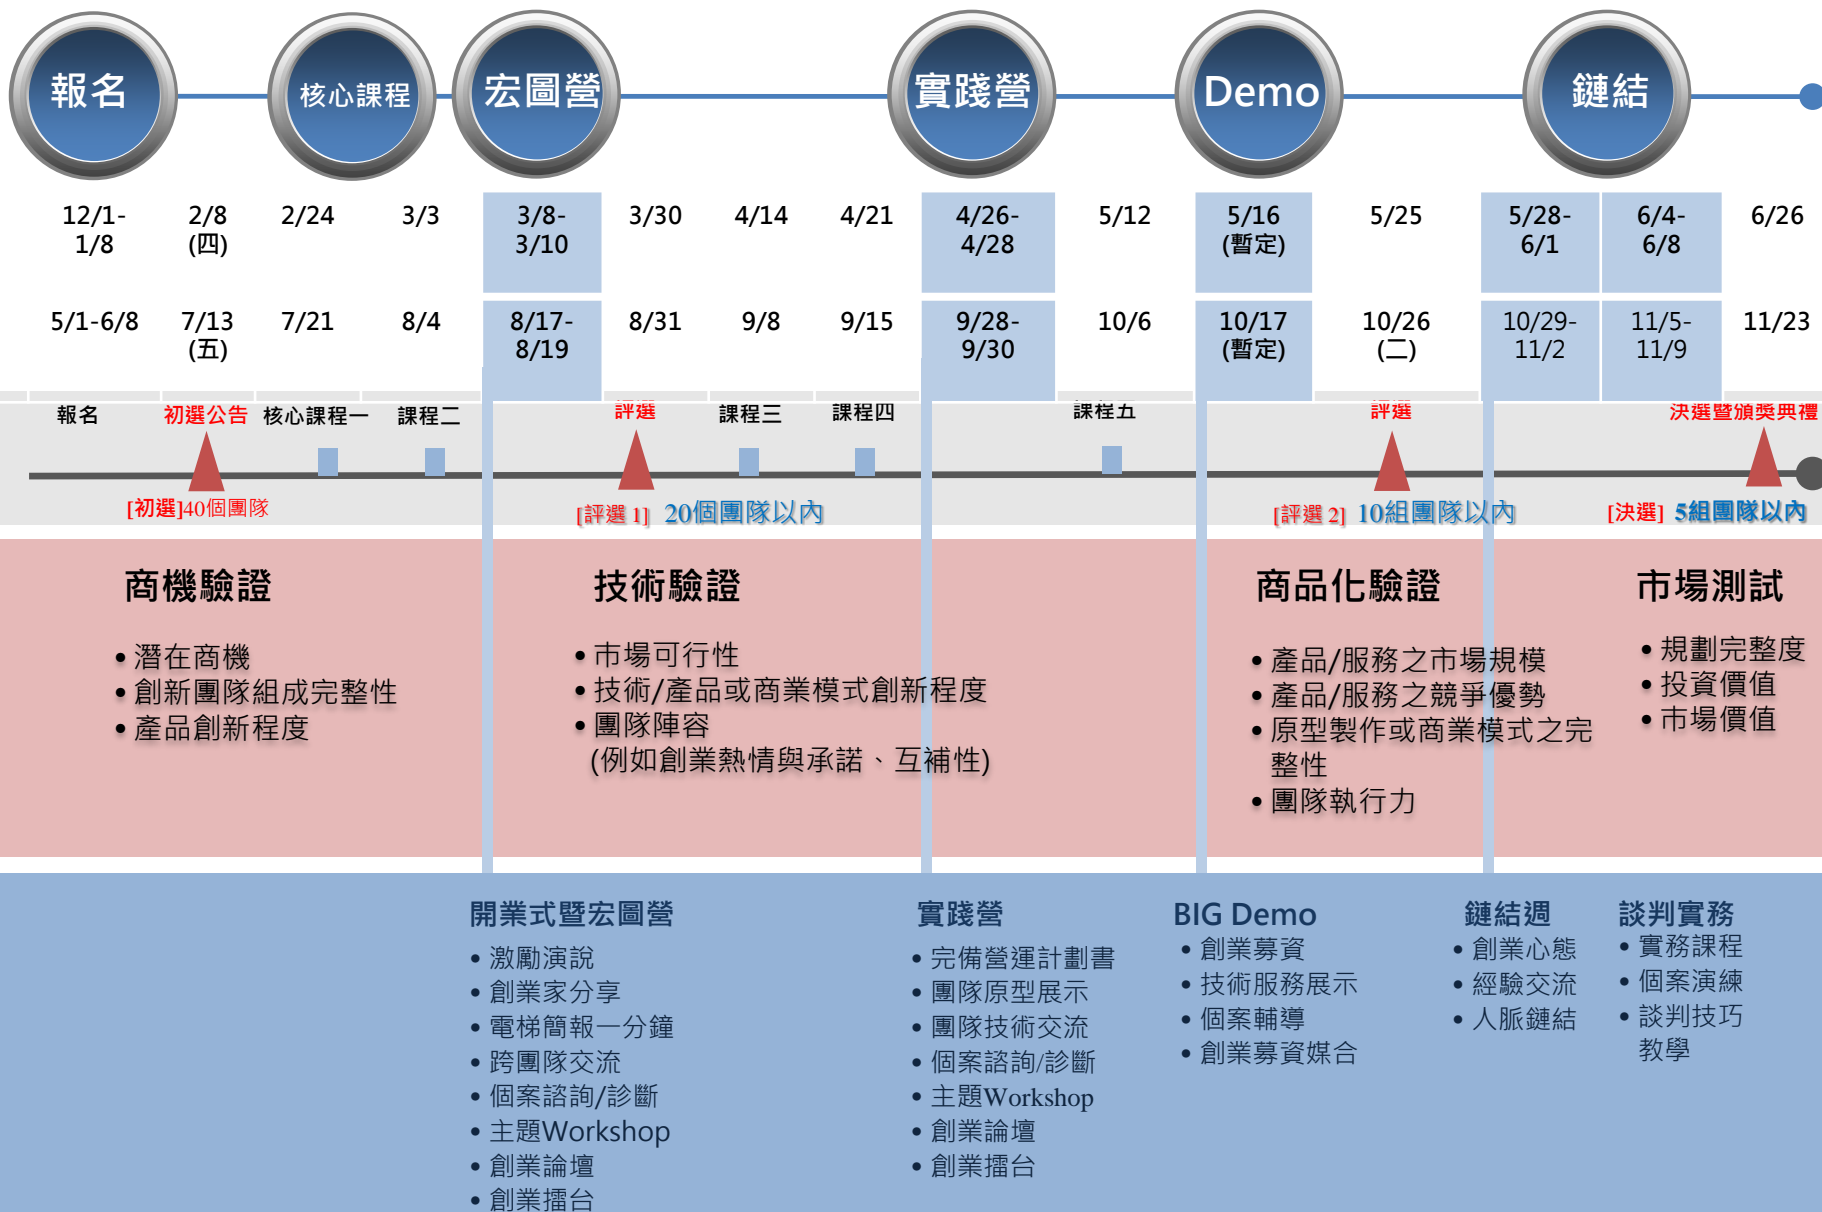 報名
核心課程
宏圖營
實踐營
Demo
鏈結
12/1-
1/8
2/8
(四)
2/24
3/3
3/8-
3/10
3/30
4/14
4/21
4/26-
4/28
5/12
5/16
(暫定)
5/25
5/28-
6/1
6/4-
6/8
6/26
5/1-6/8
7/13
(五)
7/21
8/4
8/17-
8/19
8/31
9/8
9/15
9/28-
9/30
10/6
10/17
(暫定)
10/26
(二)
10/29-
11/2
11/5-
11/9
11/23
報名
初選公告
核心課程一
課程二
評選
課程三
課程四
課程五
評選
決選暨頒獎典禮
[初選]40個團隊
[評選 1] 20個團隊以內
[評選 2] 10組團隊以內
[決選] 5組團隊以內
商機驗證
• 潛在商機
• 創新團隊組成完整性
• 產品創新程度
技術驗證
• 市場可行性
• 技術/產品或商業模式創新程度
• 團隊陣容
(例如創業熱情與承諾、互補性)
商品化驗證
• 產品/服務之市場規模
• 產品/服務之競爭優勢
• 原型製作或商業模式之完
整性
• 團隊執行力
市場測試
• 規劃完整度
• 投資價值
• 市場價值
開業式暨宏圖營
• 激勵演說
• 創業家分享
• 電梯簡報一分鐘
• 跨團隊交流
• 個案諮詢/診斷
• 主題Workshop
• 創業論壇
• 創業擂台
實踐營
• 完備營運計劃書
• 團隊原型展示
• 團隊技術交流
• 個案諮詢/診斷
• 主題Workshop
• 創業論壇
• 創業擂台
BIG Demo
• 創業募資
• 技術服務展示
• 個案輔導
• 創業募資媒合
鏈結週
• 創業心態
• 經驗交流
• 人脈鏈結
談判實務
• 實務課程
• 個案演練
• 談判技巧
教學